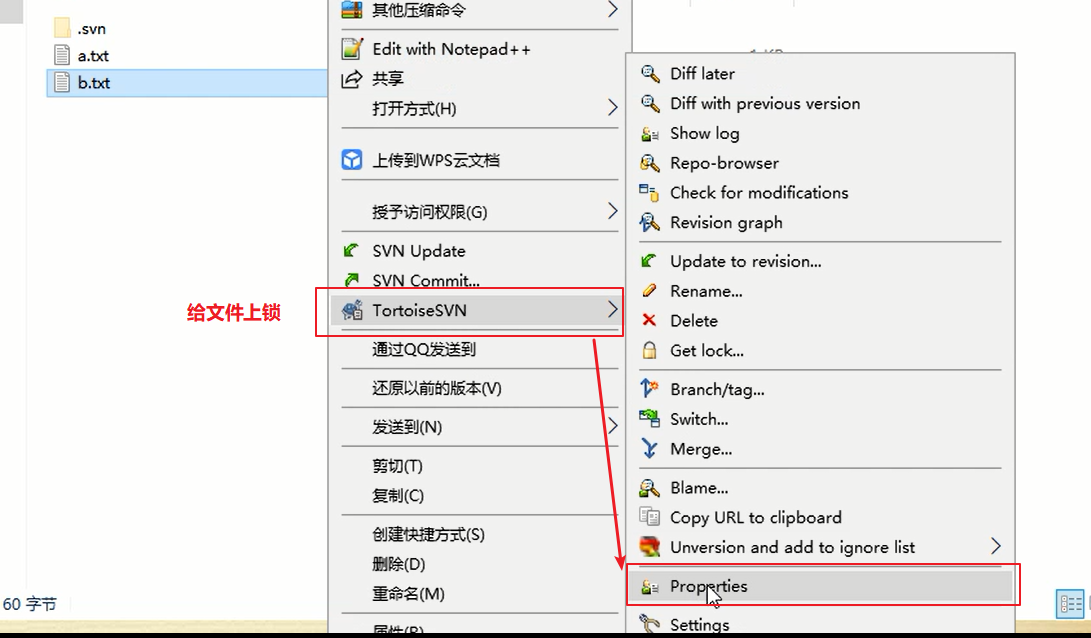 .svn
a.txt
b.txt
60 字节
给文件上锁
其他压缩命令
Edit with Notepad++
共享
打开方式(H)
上传到WPS云文档
授予访问权限(G)
SVN Update
SVN Commit...
TortoiseSVN
通过QQ发送到
还原以前的版本(V)
发送到(N)
剪切(T)
复制(C)
创建快捷方式(S)
删除(D)
重命名(M)
属性(R)
Diff later
Diff with previous version
Show log
Repo-browser
Check for modifications
Revision graph
Update to revision...
Rename...
Delete
Get lock...
Branch/tag...
Switch...
Merge...
Blame...
Copy URL to clipboard
Unversion and add to ignore list
Properties
Settings